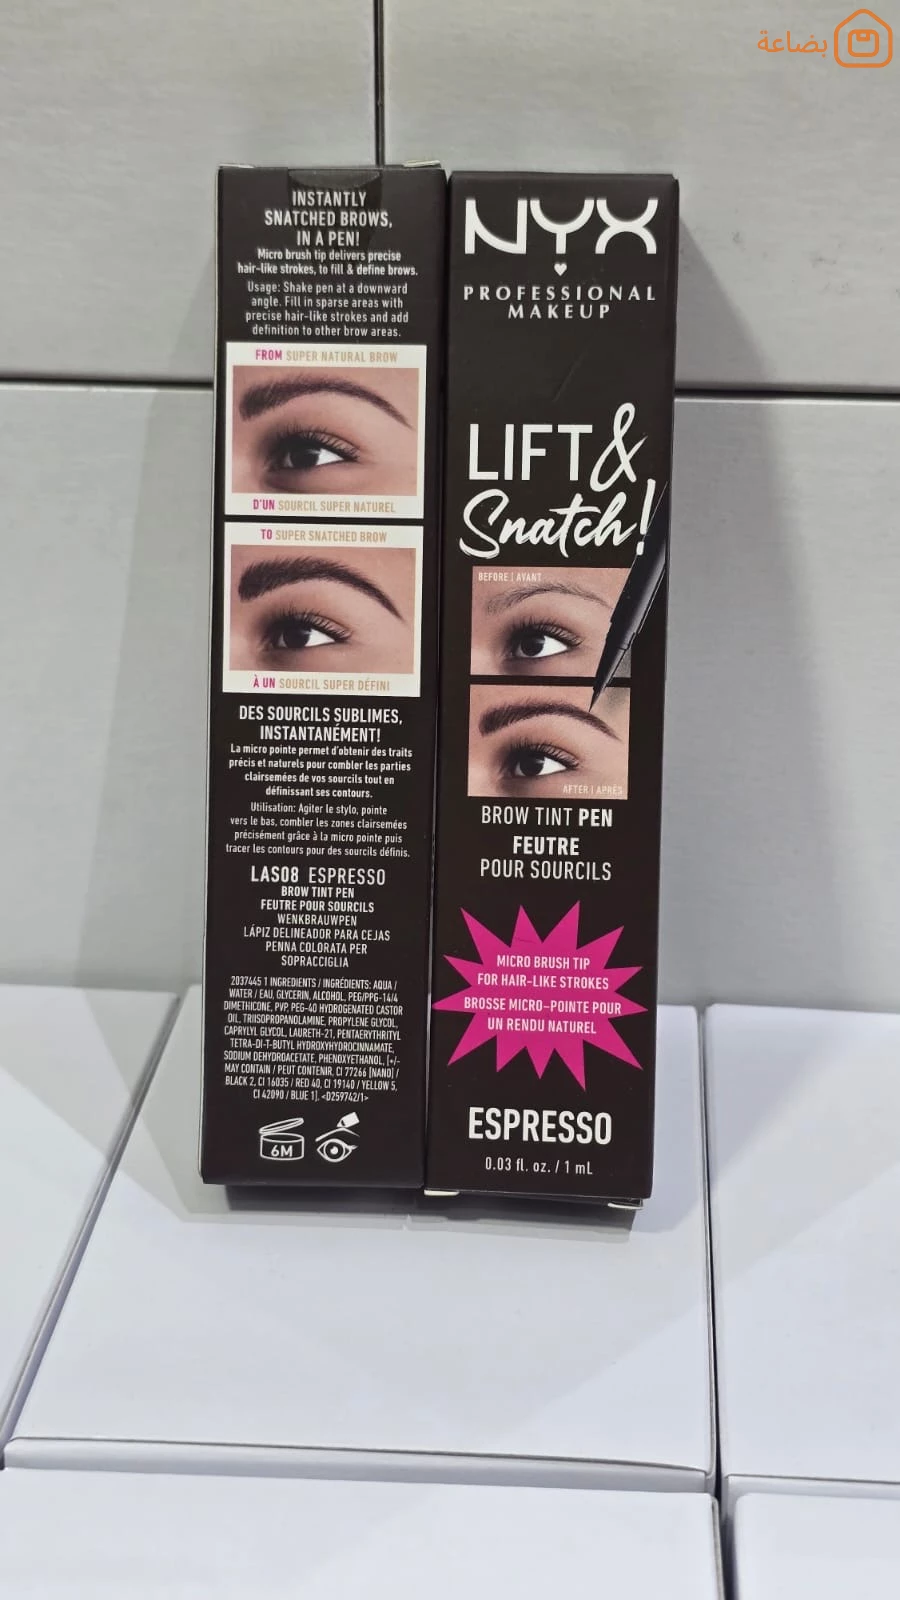 بضاعة
INSTANTLY
SNATCHED BROWS,
IN A PEN!
Micro brush tip delivers precise
hair-like strokes, to fill & define brows.
Usage: Shake pen at a downward
angle. Fill in sparse areas with
precise hair-like strokes and add
definition to other brow areas.
FROM SUPER NATURAL BROW
D'UN SOURCIL SUPER NATUREL
TO SUPER SNATCHED BROW
À UN SOURCIL SUPER DÉFINI
DES SOURCILS SUBLIMES,
INSTANTANÉMENT!
La micro pointe permet d'obtenir des traits
précis et naturels pour combler les parties
clairsemées de vos sourcils tout en
définissant ses contours.
Utilisation: Agiter le stylo, pointe
vers le bas, combler les zones clairsemées
précisément grâce à la micro pointe puis
tracer les contours pour des sourcils définis.
LAS08 ESPRESSO
BROW TINT PEN
FEUTRE POUR SOURCILS
WENKBRAUWPEN
LÁPIZ DELINEADOR PARA CEJAS
PENNA COLORATA PER
SOPRACCIGLIA
2037445 1 INGREDIENTS / INGRÉDIENTS: AQUA /
WATER / EAU, GLYCERIN, ALCOHOL, PEG/PPG-14/4
DIMETHICONE, PVP, PEG-40 HYDROGENATED CASTOR
OIL, TRIISOPROPANOLAMINE, PROPYLENE GLYCOL,
CAPRYLYL GLYCOL, LAURETH-21, PENTAERYTHRITYL
TETRA-DI-T-BUTYL HYDROXYHYDROCINNAMATE,
SODIUM DEHYDROACETATE, PHENOXYETHANOL, [+/-
MAY CONTAIN / PEUT CONTENIR, CI 77266 [NANO] /
BLACK 2, CI 16035 / RED 40, CI 19140 / YELLOW 5,
CI 42090 / BLUE 1]. <D259742/1>
6M
NYX
PROFESSIONAL
MAKEUP
LIFT &
Snatch!
BEFORE | AVANT
AFTER | APRÈS
BROW TINT PEN
FEUTRE
POUR SOURCILS
MICRO BRUSH TIP
FOR HAIR-LIKE STROKES
BROSSE MICRO-POINTE POUR
UN RENDU NATUREL
ESPRESSO
0.03 fl. oz. / 1 mL